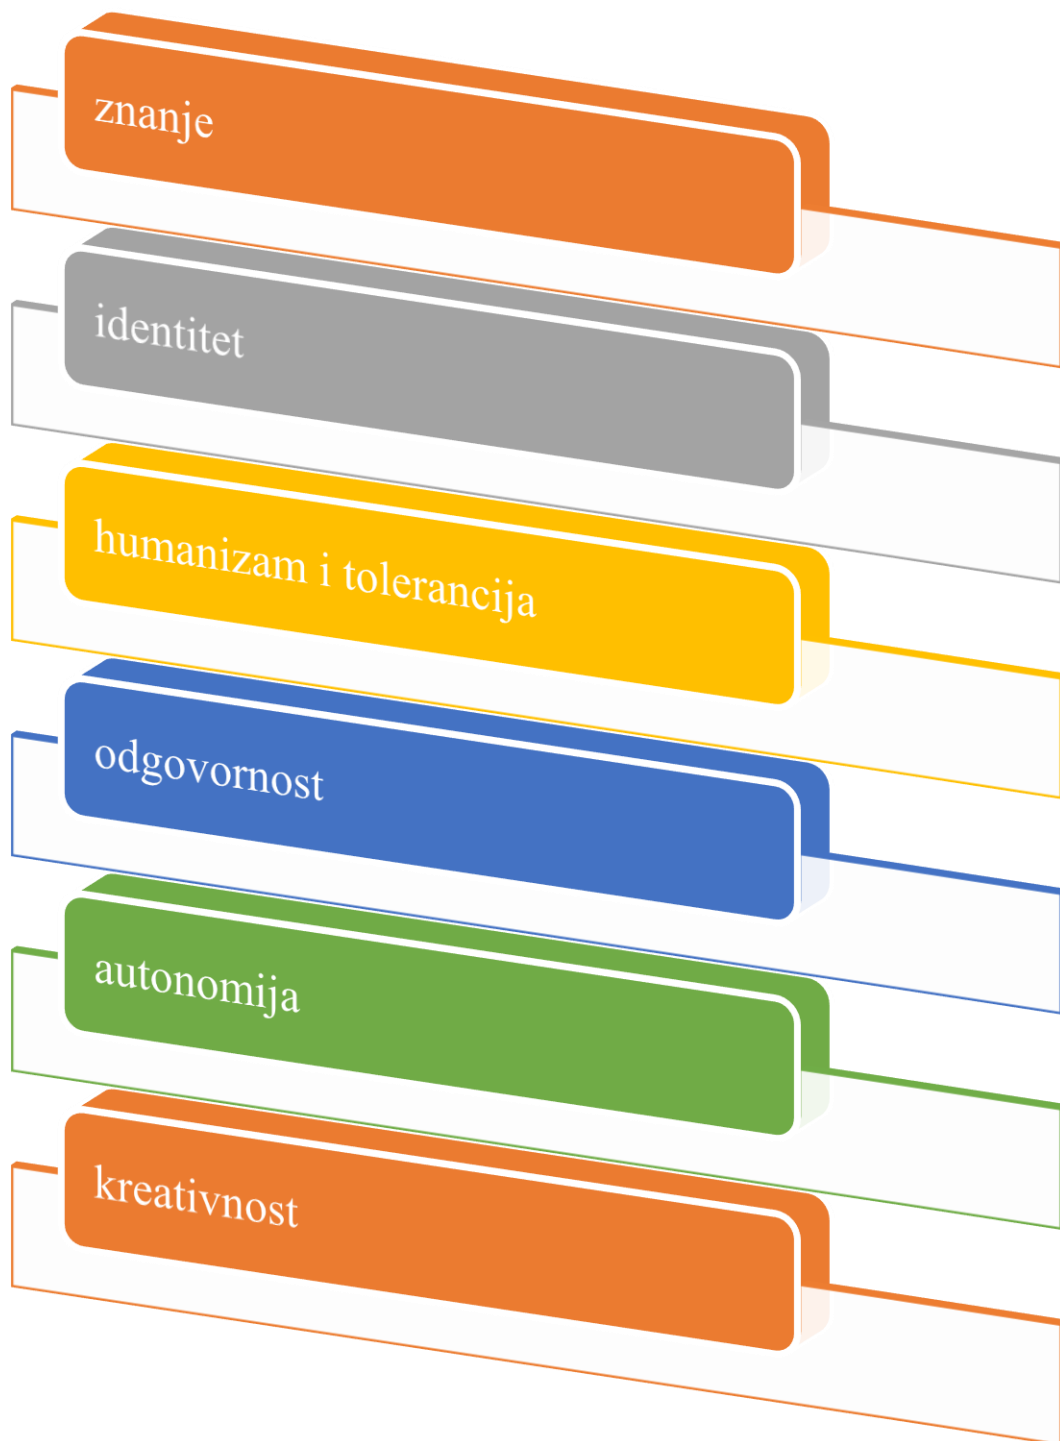 znanje
identitet
humanizam i tolerancija
odgovornost
autonomija
kreativnost